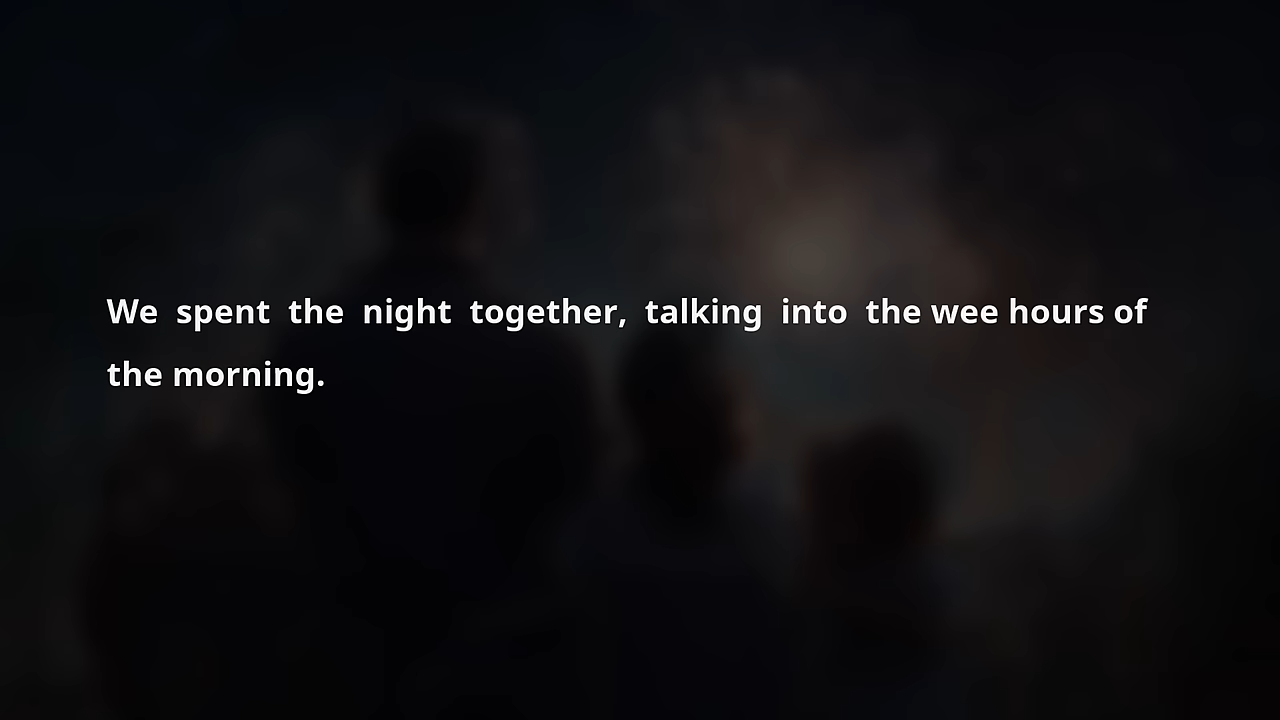 We spent the night together, talking into the wee hours of
the morning.